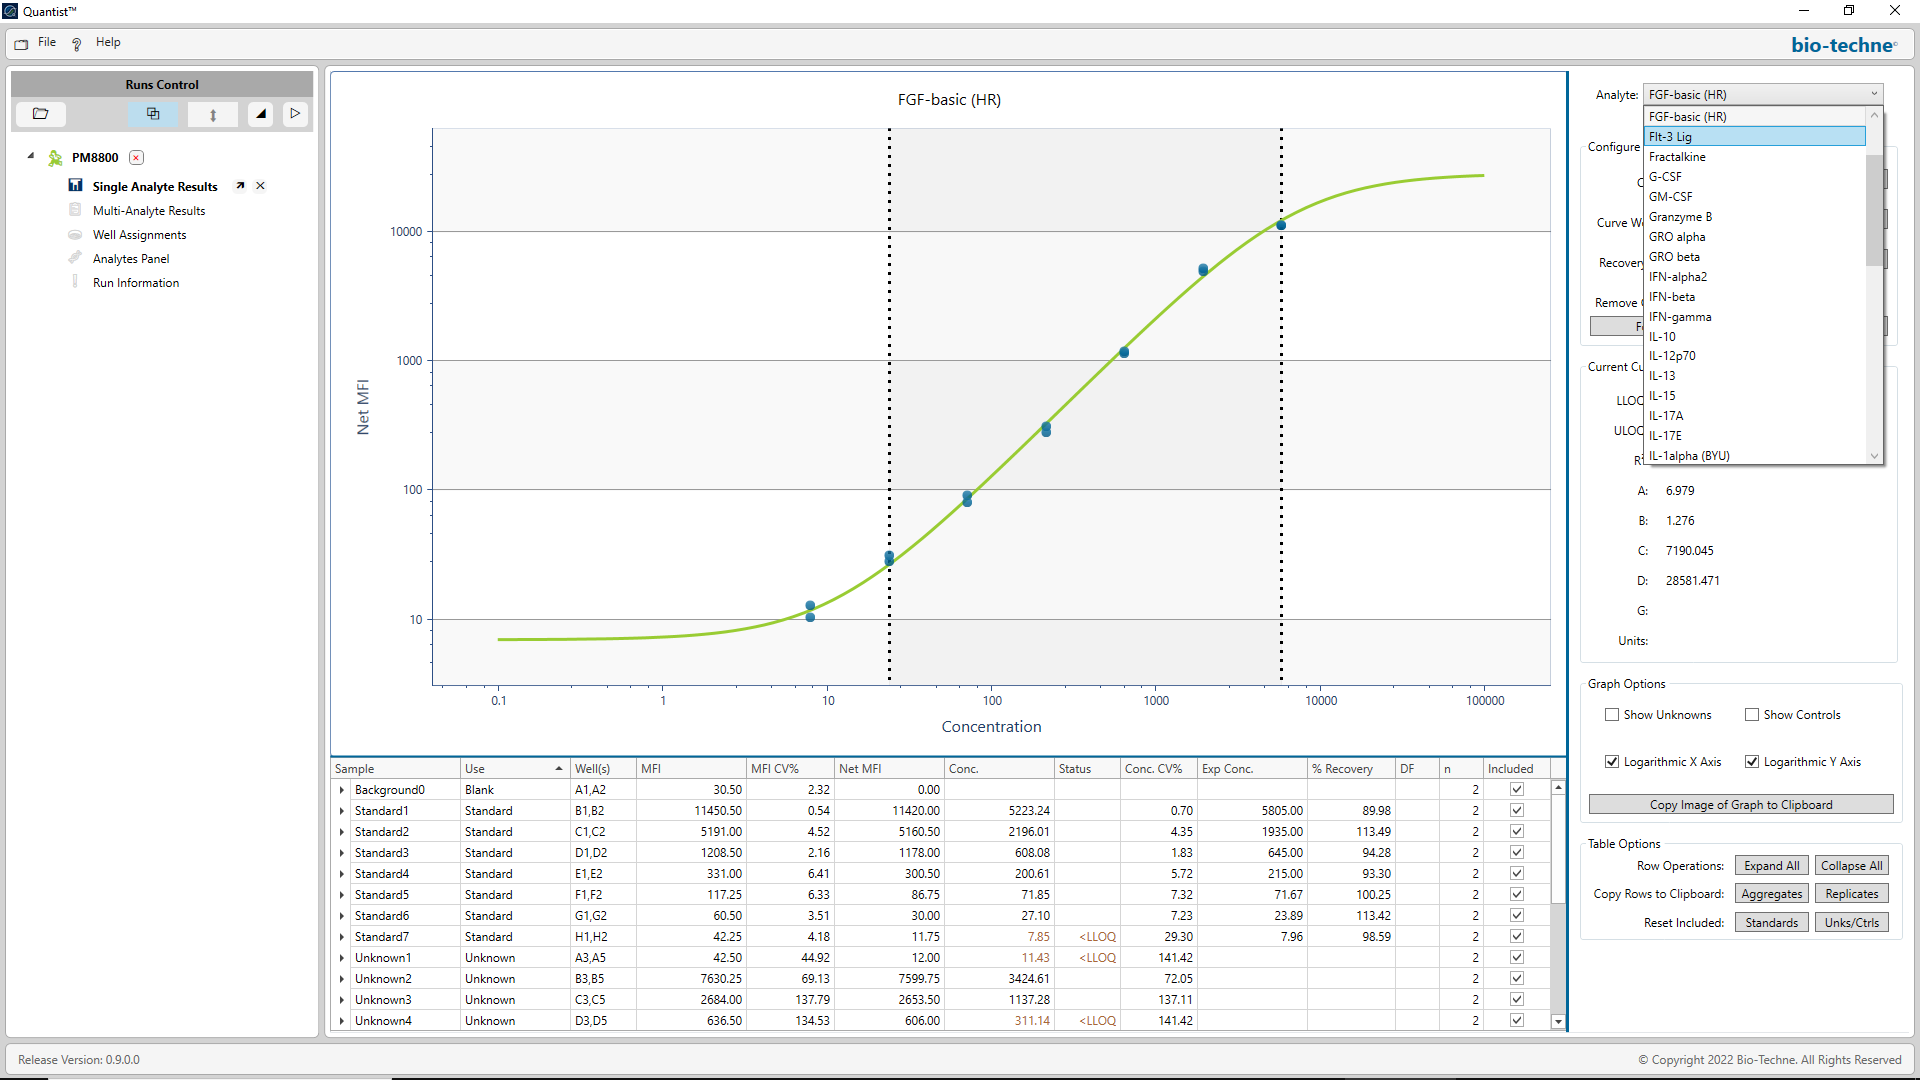 Quantist™
File
Help
bio-techne
Runs Control
PM8800
Single Analyte Results
Multi-Analyte Results
Well Assignments
Analytes Panel
Run Information
FGF-basic (HR)
Net MFI
10000
1000
100
10
0.1 1 10 100 1000 10000 100000
Concentration
Analyte: FGF-basic (HR)
FGF-basic (HR)
Flt-3 Lig
Fractalkine
G-CSF
GM-CSF
Granzyme B
GRO alpha
GRO beta
IFN-alpha2
IFN-beta
IFN-gamma
IL-10
IL-12p70
IL-13
IL-15
IL-17A
IL-17E
IL-1alpha (BYU)
Configure
Curve We
Recovery
Remove
Current Cu
LLOQ
ULOQ
A: 6.979
B: 1.276
C: 7190.045
D: 28581.471
G:
Units:
Graph Options
Show Unknowns Show Controls
Logarithmic X Axis Logarithmic Y Axis
Copy Image of Graph to Clipboard
Table Options
Row Operations: Expand All Collapse All
Copy Rows to Clipboard: Aggregates Replicates
Reset Included: Standards Unks/Ctrls
Sample Use Well(s) MFI MFI CV% Net MFI Conc. Status Conc. CV% Exp Conc. % Recovery DF n Included
Background0 Blank A1,A2 30.50 2.32 0.00 2
Standard1 Standard B1,B2 11450.50 0.54 11420.00 5223.24 0.70 5805.00 89.98 2
Standard2 Standard C1,C2 5191.00 4.52 5160.50 2196.01 4.35 1935.00 113.49 2
Standard3 Standard D1,D2 1208.50 2.16 1178.00 608.08 1.83 645.00 94.28 2
Standard4 Standard E1,E2 331.00 6.41 300.50 200.61 5.72 215.00 93.30 2
Standard5 Standard F1,F2 117.25 6.33 86.75 71.85 7.32 71.67 100.25 2
Standard6 Standard G1,G2 60.50 3.51 30.00 27.10 7.23 23.89 113.42 2
Standard7 Standard H1,H2 42.25 4.18 11.75 7.85 <LLOQ 29.30 7.96 98.59 2
Unknown1 Unknown A3,A5 42.50 44.92 12.00 11.43 <LLOQ 141.42 2
Unknown2 Unknown B3,B5 7630.25 69.13 7599.75 3424.61 72.05 2
Unknown3 Unknown C3,C5 2684.00 137.79 2653.50 1137.28 137.11 2
Unknown4 Unknown D3,D5 636.50 134.53 606.00 311.14 <LLOQ 141.42 2
Release Version: 0.9.0.0
© Copyright 2022 Bio-Techne. All Rights Reserved